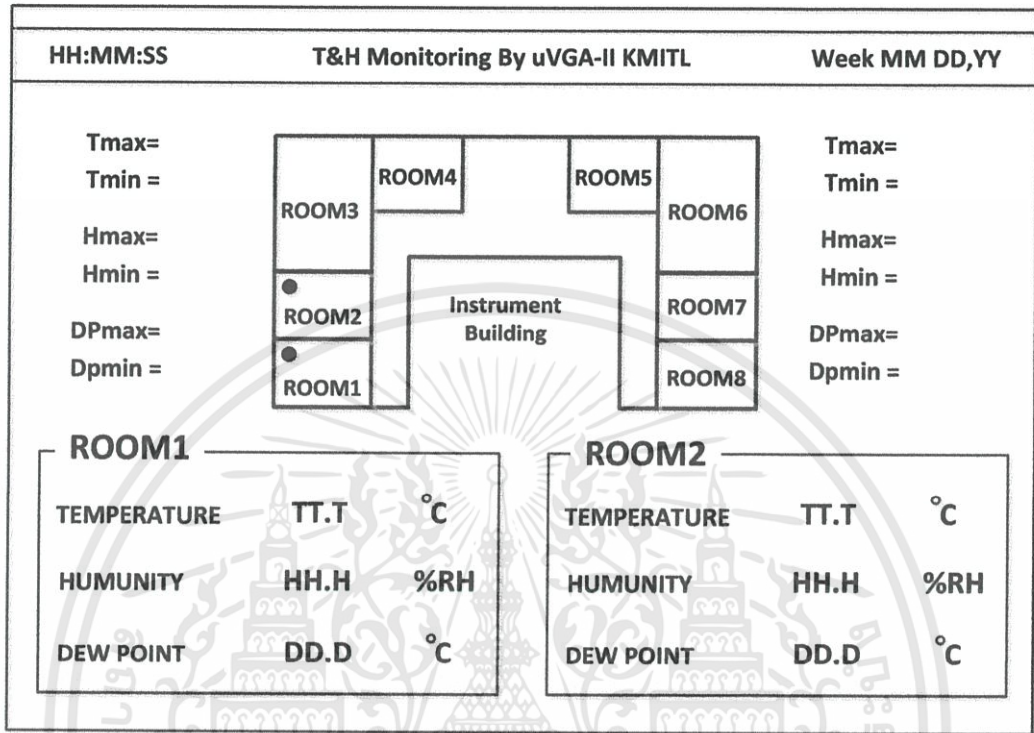 HH:MM:SS T&H Monitoring By uVGA-II KMITL Week MM DD,YY
Tmax=
Tmin =
Hmax=
Hmin =
DPmax=
Dpmin =
ROOM3
ROOM4
ROOM5
ROOM6
ROOM2
ROOM1
Instrument
Building
ROOM7
ROOM8
Tmax=
Tmin =
Hmax=
Hmin =
DPmax=
Dpmin =
ROOM1
TEMPERATURE TT.T °C
HUMUNITY HH.H %RH
DEW POINT DD.D °C
ROOM2
TEMPERATURE TT.T °C
HUMUNITY HH.H %RH
DEW POINT DD.D °C